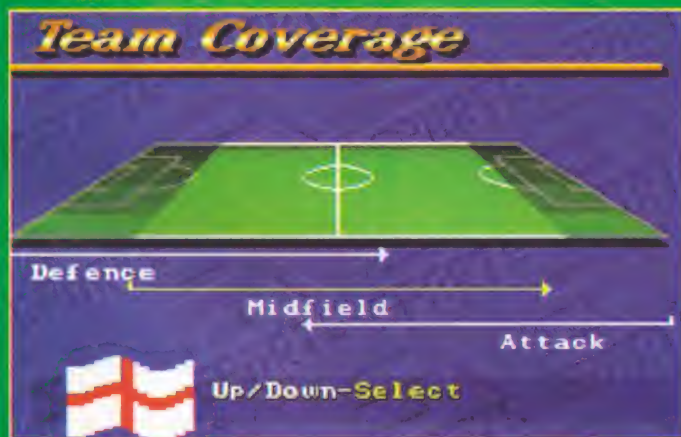 Team Coverage
Defence
Midfield
Attack
Up/Down-Select